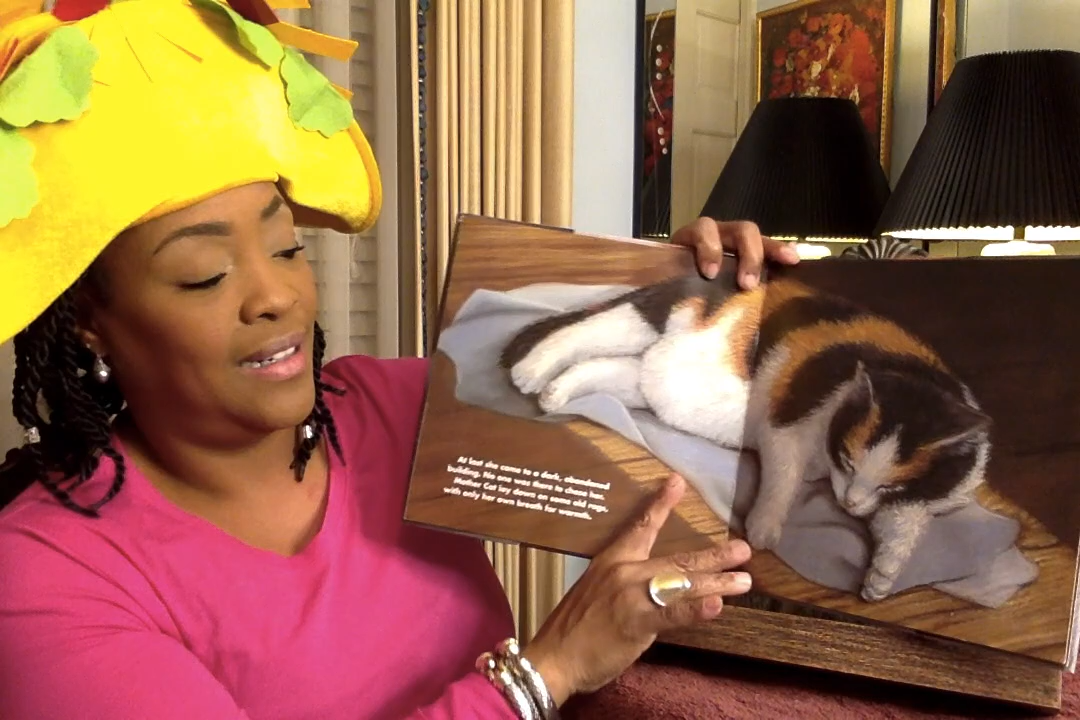 At last she came to a dark, abandoned
building. No one was there to chase her.
Mother Cat lay down on some old rags,
with only her own breath for warmth.